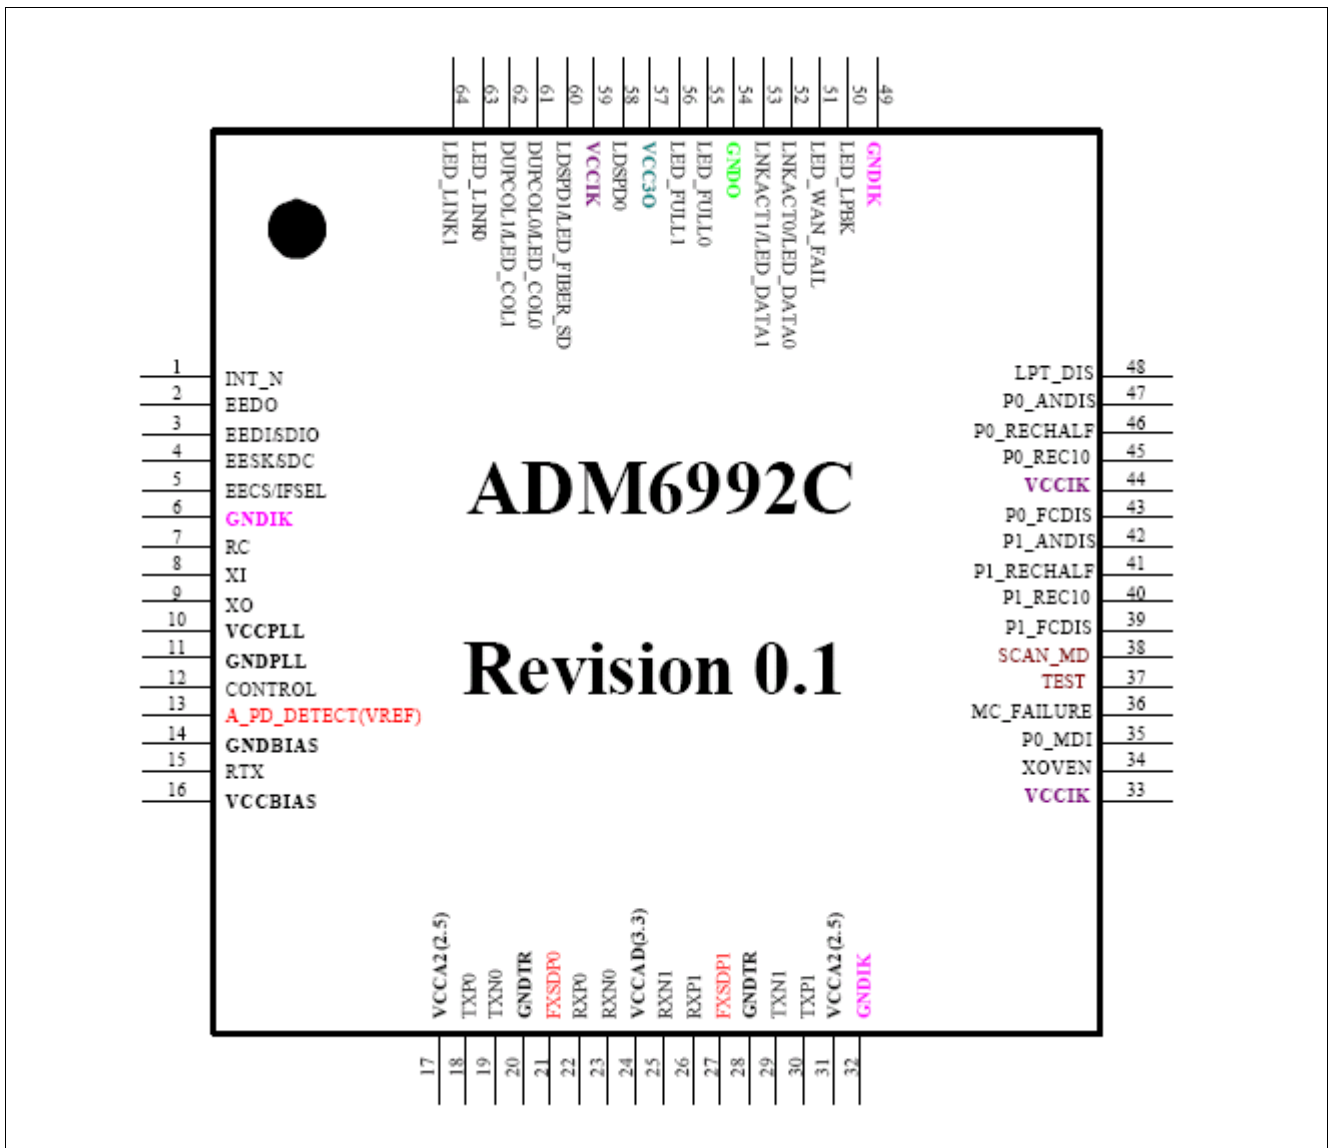 64
63
62
61
60
59
58
57
56
55
54
53
52
51
50
49
LED_LINK1
LED_LINK0
DUPCOL1/LED_COL1
DUPCOL0/LED_COL0
LDSPD1/LED_FIBER_SD
VCCIK
LDSPD0
VCC3O
LED_FULL1
LED_FULL0
GNDO
LNKACT1/LED_DATA1
LNKACT0/LED_DATA0
LED_WAN_FAIL
LED_LPBK
GNDIK
1 INT_N
2 EEDO
3 EEDI/SDIO
4 EESK/SDC
5 EECS/IFSEL
6 GNDIK
7 RC
8 XI
9 XO
10 VCCPLL
11 GNDPLL
12 CONTROL
13 A_PD_DETECT(VREF)
14 GNDBIAS
15 RTX
16 VCCBIAS
ADM6992C
Revision 0.1
LPT_DIS 48
P0_ANDIS 47
P0_RECHALF 46
P0_REC10 45
VCCIK 44
P0_FCDIS 43
P1_ANDIS 42
P1_RECHALF 41
P1_REC10 40
P1_FCDIS 39
SCAN_MD 38
TEST 37
MC_FAILURE 36
P0_MDI 35
XOVEN 34
VCCIK 33
VCCA2(2.5)
TXP0
TXN0
GNDTR
FXSDP0
RXP0
RXN0
VCCAD(3.3)
RXN1
RXP1
FXSDP1
GNDTR
TXN1
TXP1
VCCA2(2.5)
GNDIK
17
18
19
20
21
22
23
24
25
26
27
28
29
30
31
32